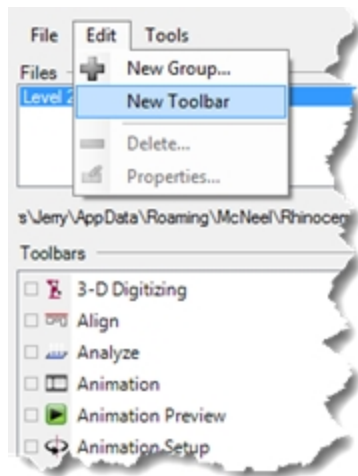 File Edit Tools
Files
New Group...
Level 2
New Toolbar
Delete...
Properties...
s\Jerry\AppData\Roaming\McNeel\Rhinocer
Toolbars
3-D Digitizing
Align
Analyze
Animation
Animation Preview
Animation Setup